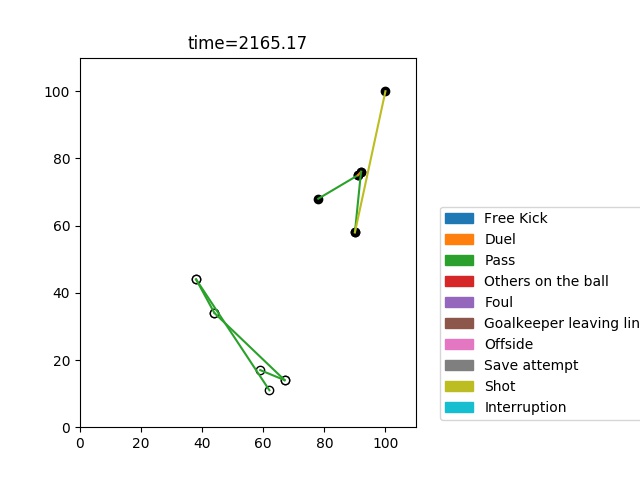 time=2165.17
100
80
60
40
20
0
0 20 40 60 80 100
Free Kick
Duel
Pass
Others on the ball
Foul
Goalkeeper leaving lin
Offside
Save attempt
Shot
Interruption